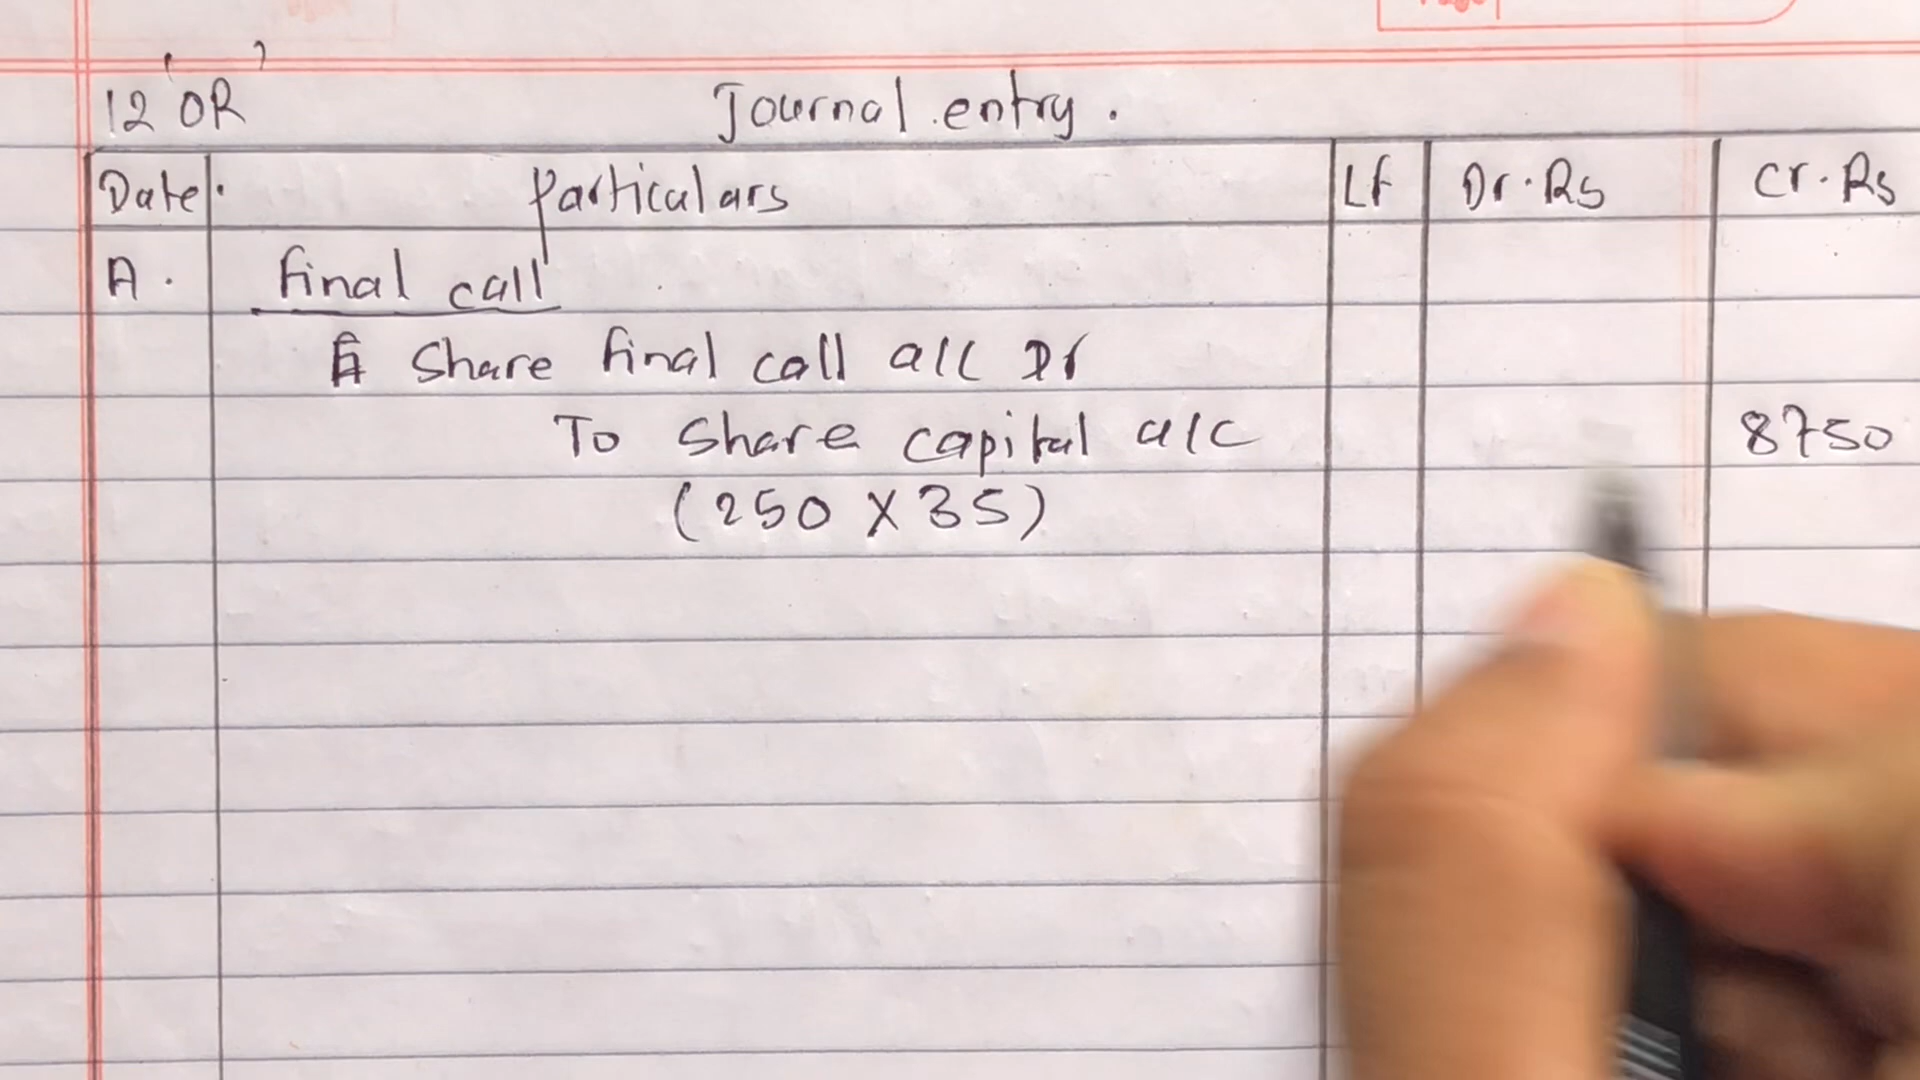 Page
12 'OR'
Journal entry.
Date. Particulars LF Dr.Rs Cr.Rs
A. final call
Share final call a/c Dr
To Share capital a/c 8750
(250 X 35)